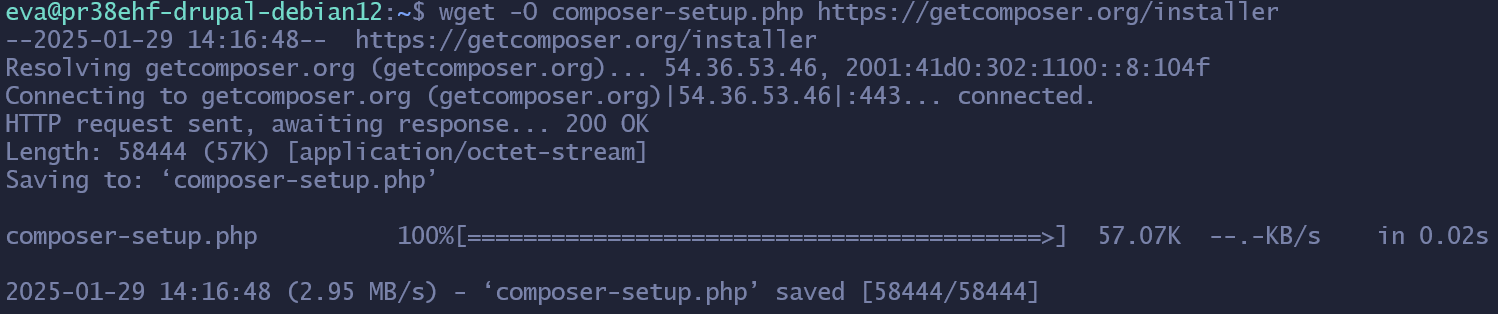 eva@pr38ehf-drupal-debian12:~$ wget -O composer-setup.php https://getcomposer.org/installer
--2025-01-29 14:16:48--  https://getcomposer.org/installer
Resolving getcomposer.org (getcomposer.org)... 54.36.53.46, 2001:41d0:302:1100::8:104f
Connecting to getcomposer.org (getcomposer.org)|54.36.53.46|:443... connected.
HTTP request sent, awaiting response... 200 OK
Length: 58444 (57K) [application/octet-stream]
Saving to: ‘composer-setup.php’
composer-setup.php          100%[=========================================>]  57.07K  --.-KB/s    in 0.02s
2025-01-29 14:16:48 (2.95 MB/s) - ‘composer-setup.php’ saved [58444/58444]